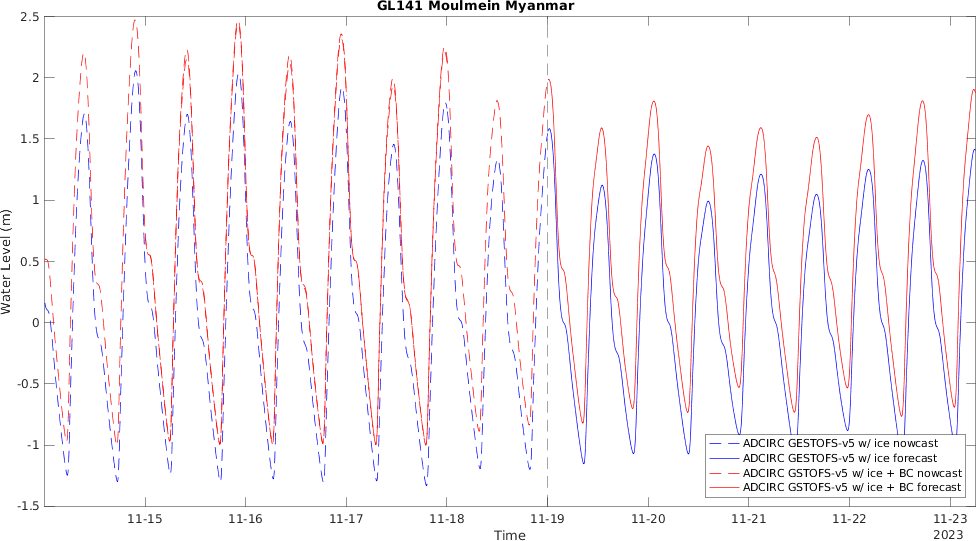 GL141 Moulmein Myanmar
2.5
2
1.5
1
0.5
0
-0.5
-1
-1.5
Water Level (m)
ADCIRC GESTOFS-v5 w/ ice nowcast
ADCIRC GESTOFS-v5 w/ ice forecast
ADCIRC GSTOFS-v5 w/ ice + BC nowcast
ADCIRC GSTOFS-v5 w/ ice + BC forecast
11-15 11-16 11-17 11-18 11-19 11-20 11-21 11-22 11-23
Time 2023